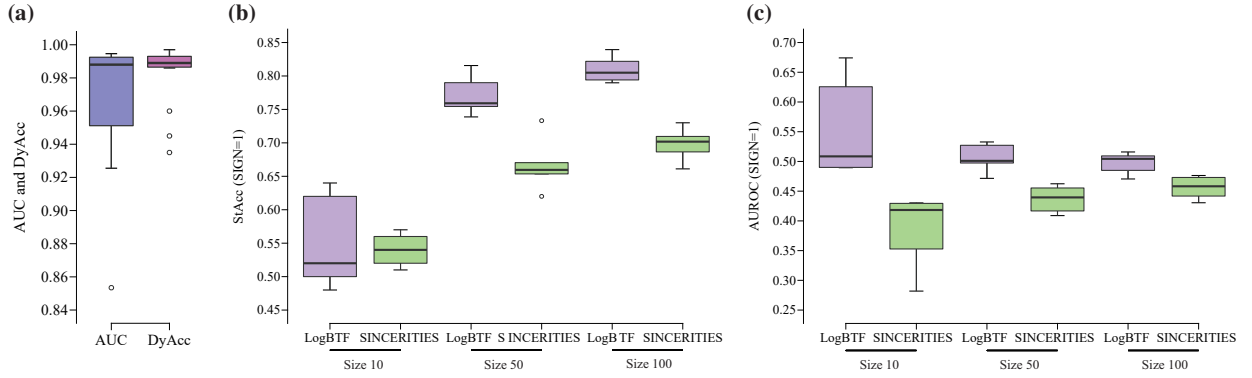 (a)
AUC and DyAcc
1.00
0.98
0.96
0.94
0.92
0.90
0.88
0.86
0.84
AUC DyAcc
(b)
StAcc (SIGN=1)
0.85
0.80
0.75
0.70
0.65
0.60
0.55
0.50
0.45
LogBTF SINCERITIES LogBTF S INCERITIES LogB TF SINCERITIES
Size 10 Size 50 Size 100
(c)
AUROC (SIGN=1)
0.70
0.65
0.60
0.55
0.50
0.45
0.40
0.35
0.30
0.25
LogBTF SINCERITIES LogBTF SINCERITIES LogBTF SINCERITIES
Size 10 Size 50 Size 100